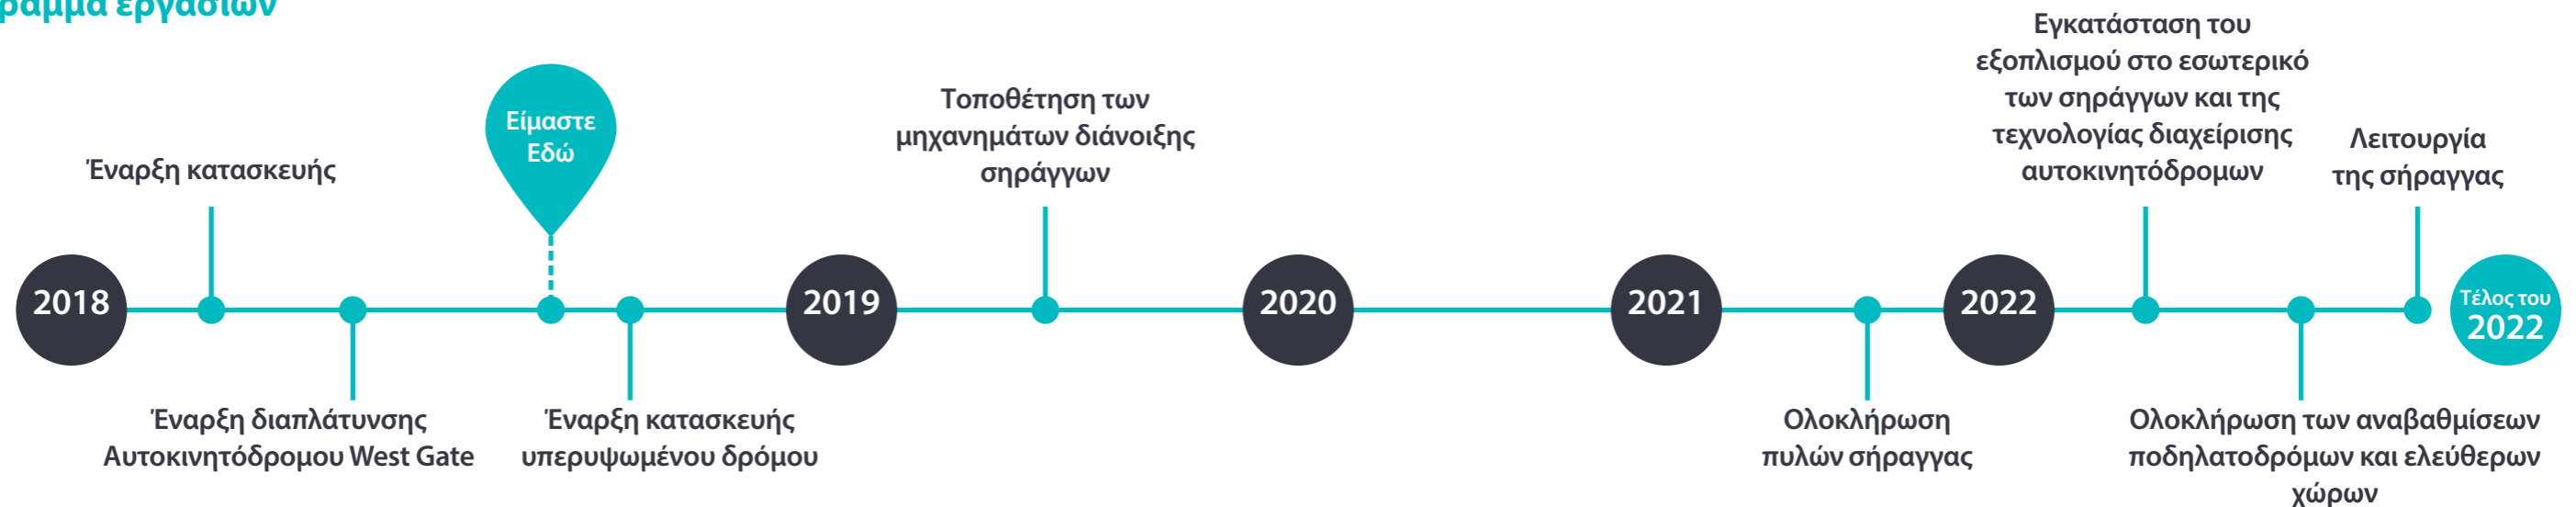 εργασιών
Έναρξη κατασκευής
2018
Έναρξη διαπλάτυνσης
Αυτοκινητόδρομου West Gate
Είμαστε
Εδώ
Έναρξη κατασκευής
υπερυψωμένου δρόμου
2019
Τοποθέτηση των
μηχανημάτων διάνοιξης
σηράγγων
2020
2021
Ολοκλήρωση
πυλών σήραγγας
2022
Εγκατάσταση του
εξοπλισμού στο εσωτερικό
των σηράγγων και της
τεχνολογίας διαχείρισης
αυτοκινητόδρομων
Ολοκλήρωση των αναβαθμίσεων
ποδηλατοδρόμων και ελεύθερων
χώρων
Λειτουργία
της σήραγγας
Τέλος του
2022